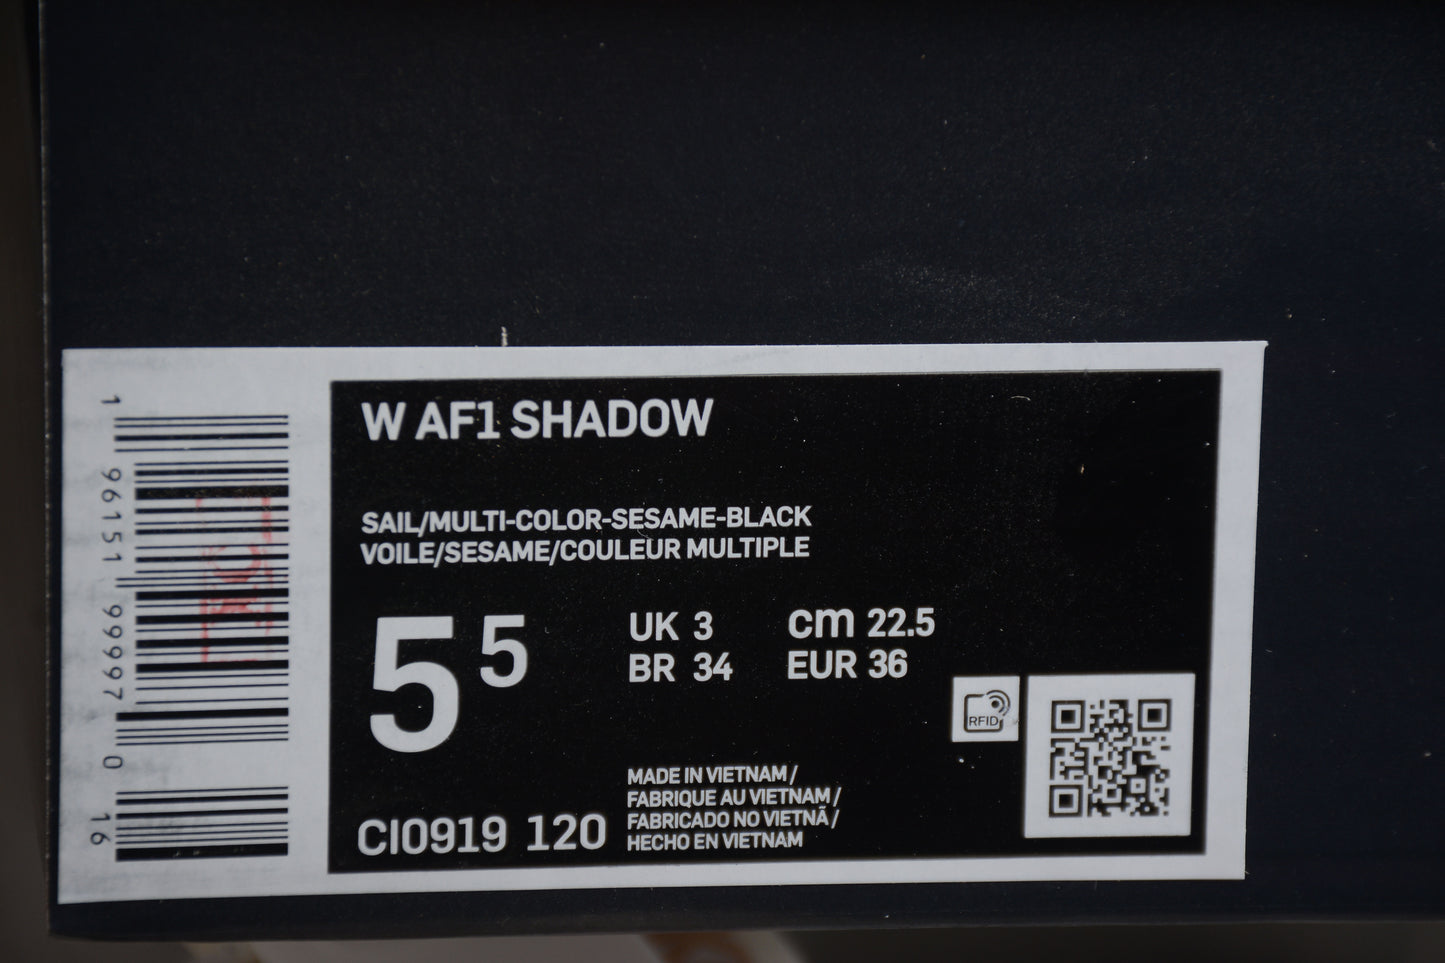 W AF1 SHADOW
SAIL/MULTI-COLOR-SESAME-BLACK
VOILE/SESAME/COULEUR MULTIPLE
5 5
UK 3
cm 22.5
BR 34
EUR 36
RFID
MADE IN VIETNAM /
FABRIQUE AU VIETNAM /
FABRICADO NO VIETNÃ /
HECHO EN VIETNAM
CI0919 120
1 96151 99997 0 16